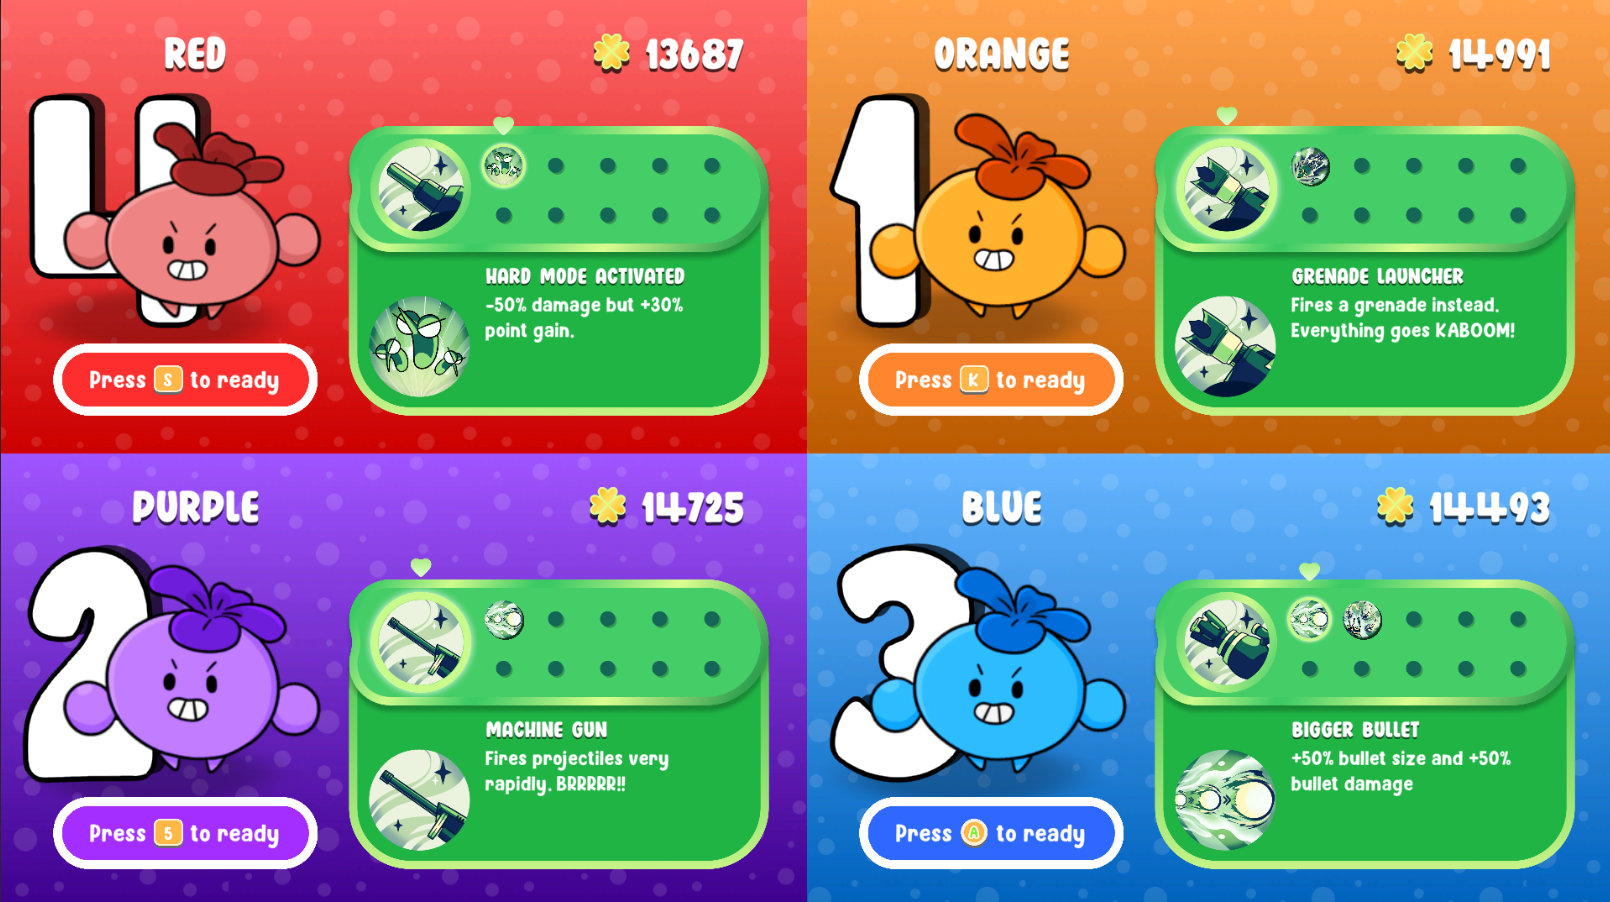 RED
13687
4
HARD MODE ACTIVATED
-50% damage but +30%
point gain.
Press S to ready
ORANGE
14991
1
GRENADE LAUNCHER
Fires a grenade instead.
Everything goes KABOOM!
Press K to ready
PURPLE
14725
2
MACHINE GUN
Fires projectiles very
rapidly. BRRRRR!!
Press 5 to ready
BLUE
14493
3
BIGGER BULLET
+50% bullet size and +50%
bullet damage
Press A to ready